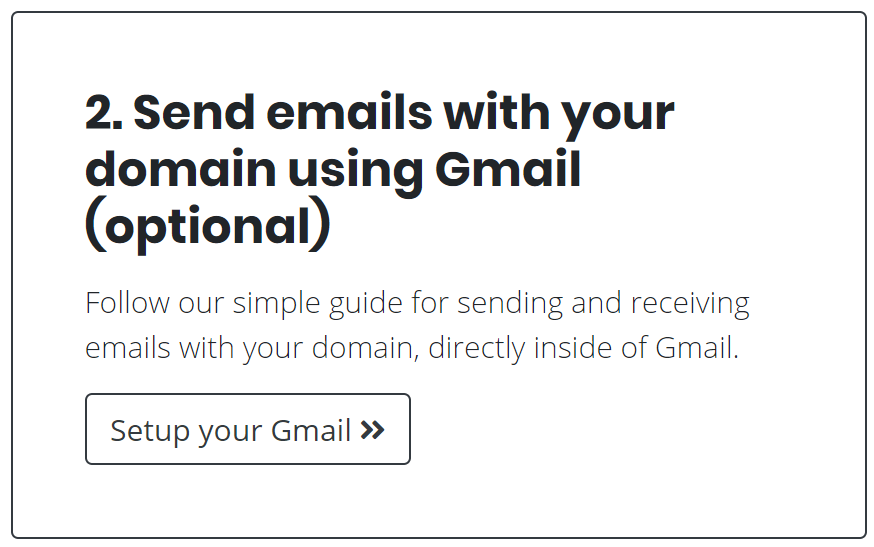 2. Send emails with your
domain using Gmail
(optional)
Follow our simple guide for sending and receiving
emails with your domain, directly inside of Gmail.
Setup your Gmail »